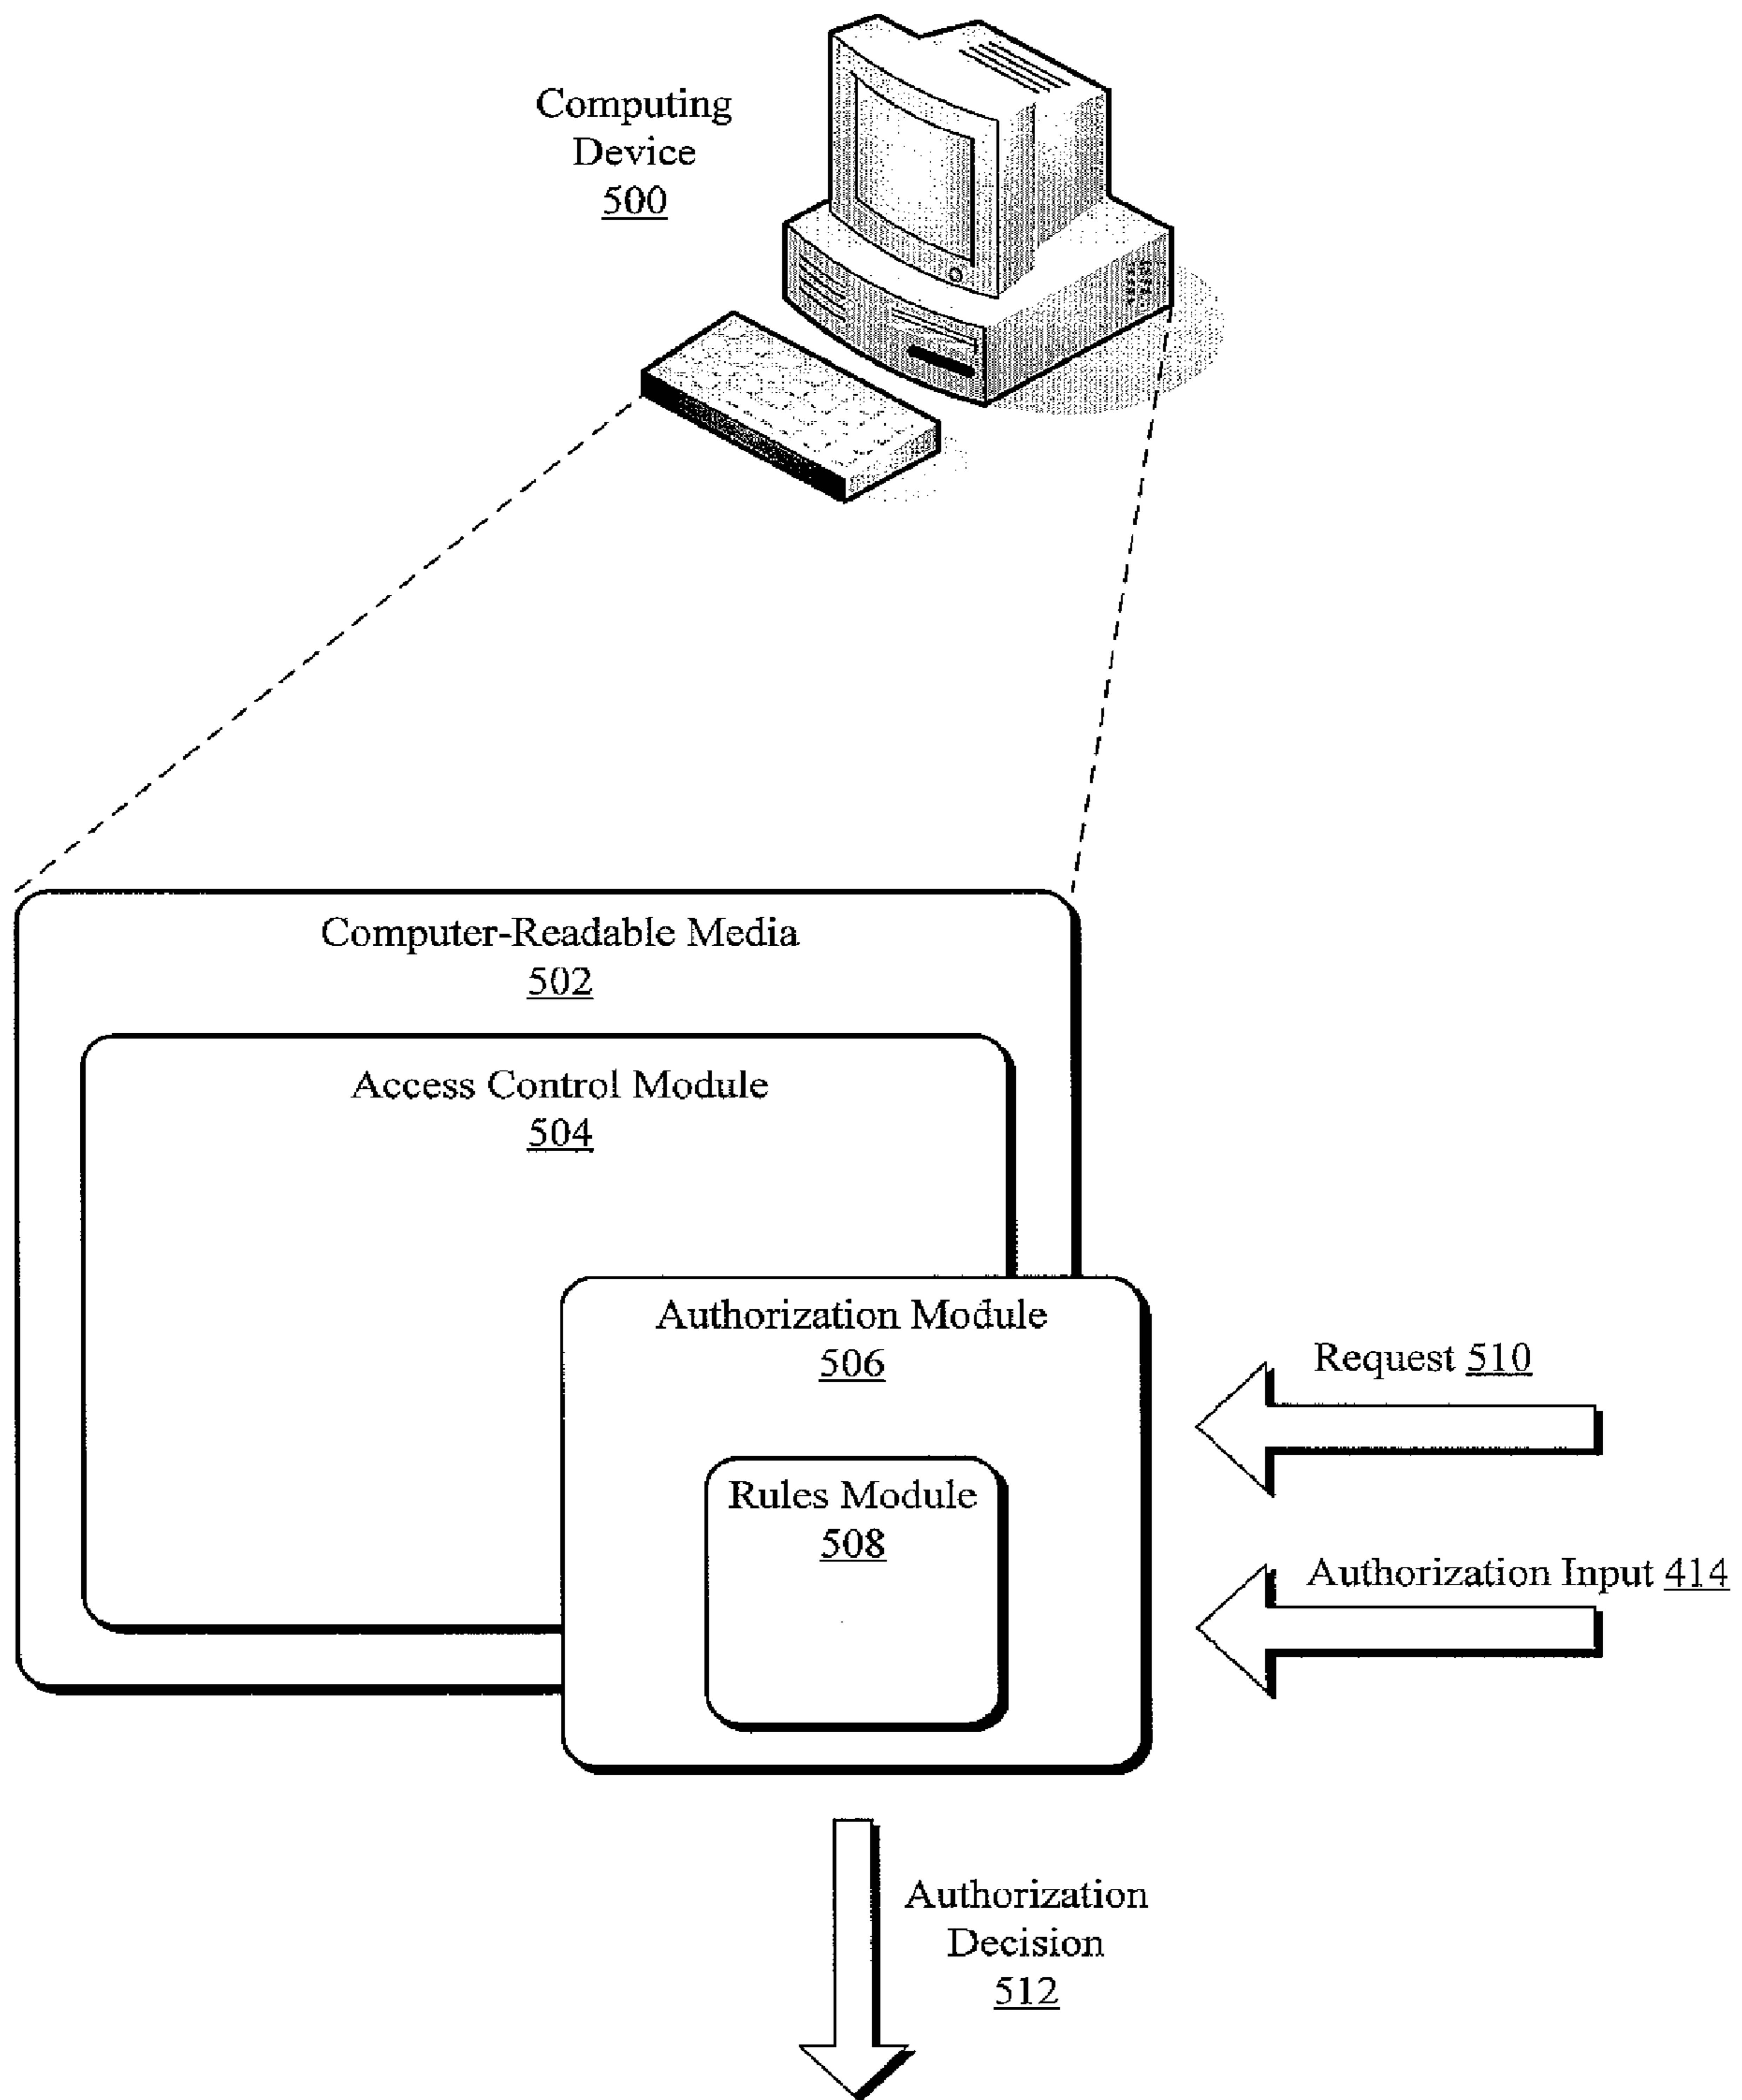 Computing
Device
500
Computer-Readable Media
502
Access Control Module
504
Authorization Module
506
Rules Module
508
Request 510
Authorization Input 414
Authorization
Decision
512